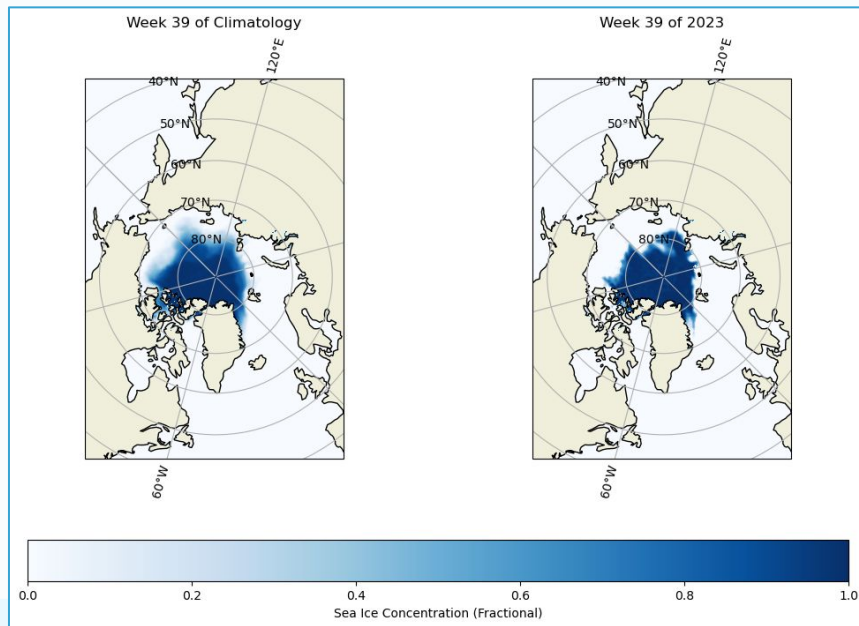 Week 39 of Climatology
Week 39 of 2023
120°E
120°E
40°N
40°N
50°N
50°N
60°N
60°N
70°N
70°N
80°N
80°N
60°W
60°W
0.0 0.2 0.4 0.6 0.8 1.0
Sea Ice Concentration (Fractional)